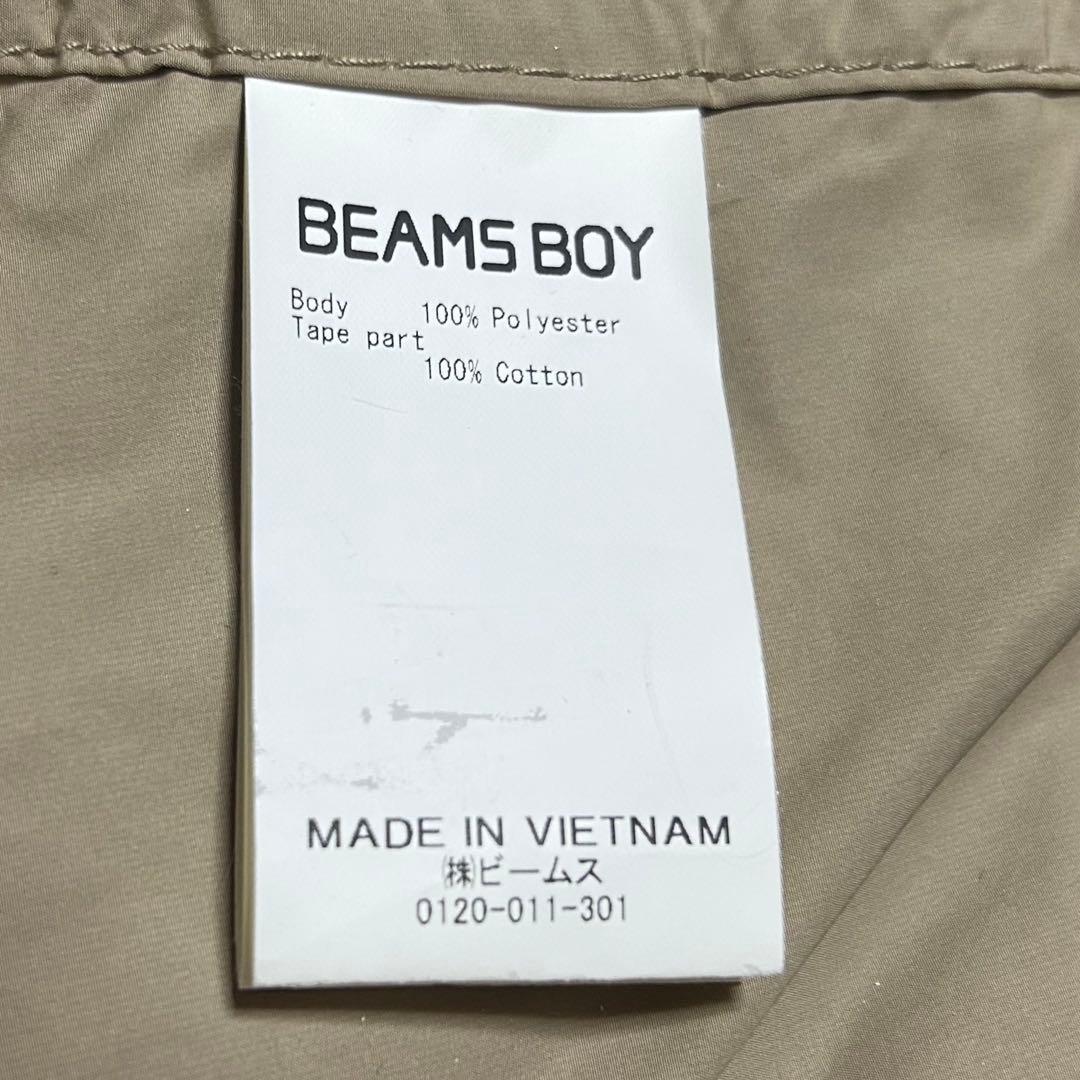 BEAMS BOY
Body 100% Polyester
Tape part
100% Cotton
MADE IN VIETNAM
㈱ビームス
0120-011-301